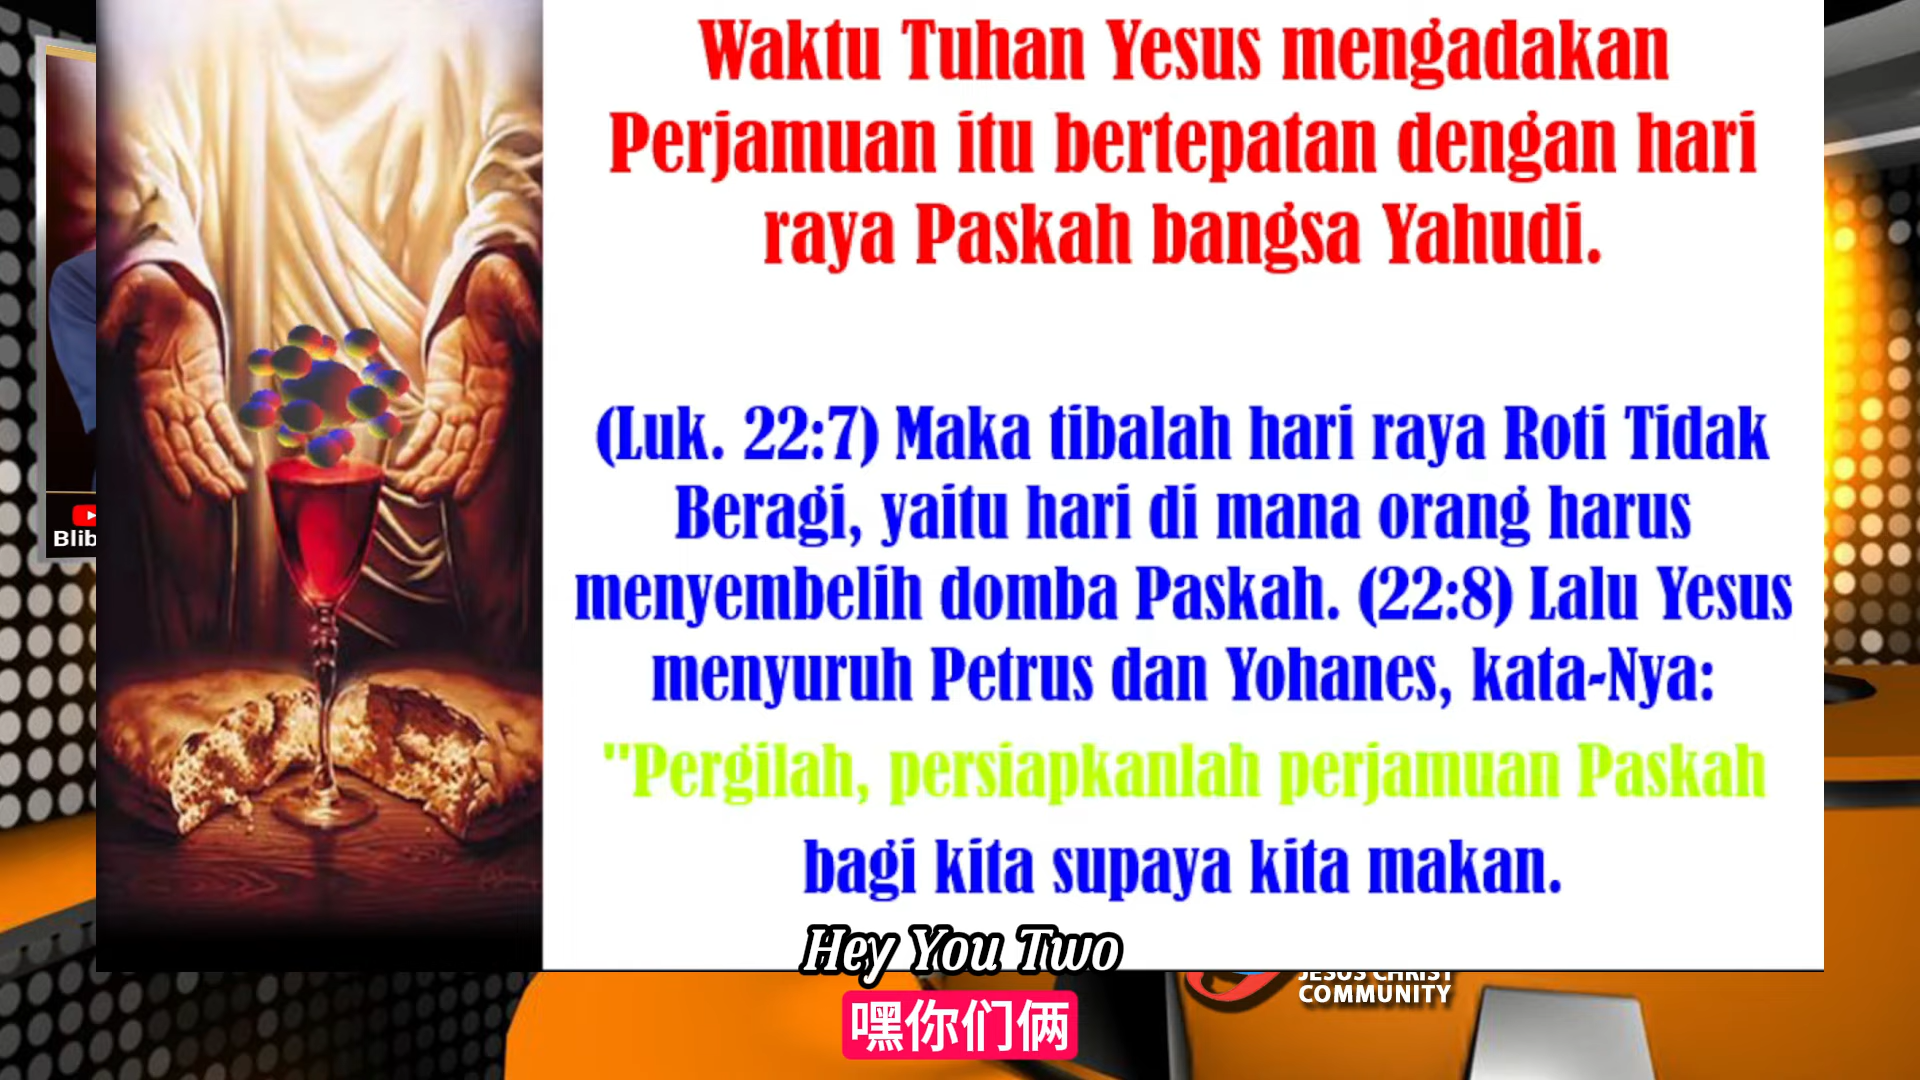 Waktu Tuhan Yesus mengadakan
Perjamuan itu bertepatan dengan hari
raya Paskah bangsa Yahudi.
(Luk. 22:7) Maka tibalah hari raya Roti Tidak
Beragi, yaitu hari di mana orang harus
menyembelih domba Paskah. (22:8) Lalu Yesus
menyuruh Petrus dan Yohanes, kata-Nya:
"Pergilah, persiapkanlah perjamuan Paskah
bagi kita supaya kita makan.
Blib
Hey You Two
JESUS CHRIST
COMMUNITY
嘿你们俩